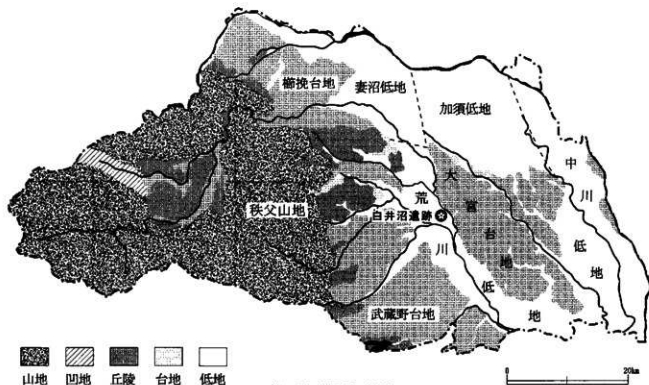 櫛挽台地
妻沼低地
加須低地
中川低地
大宮台地
荒川低地
秩父山地
白井沼遺跡
武蔵野台地
山地 凹地 丘陵 台地 低地
0 20km